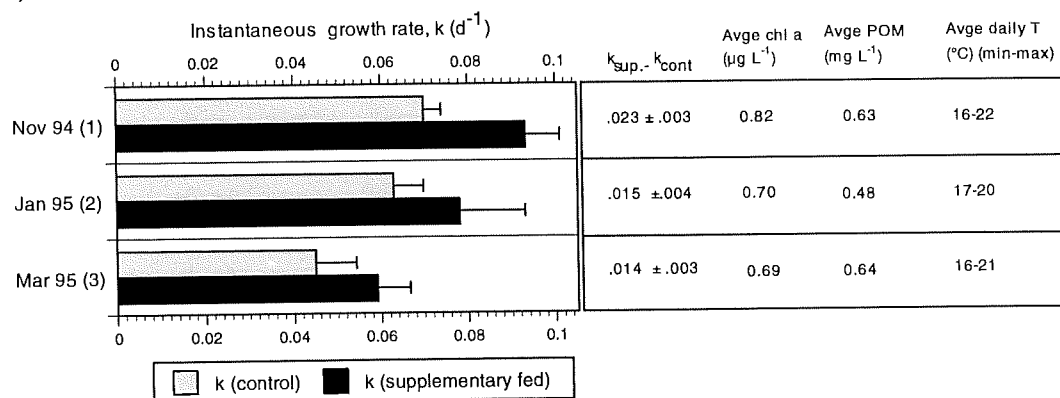 Instantaneous growth rate, k (d-1)
0 0.02 0.04 0.06 0.08 0.1
ksup.- kcont
Avge chl a
(µg L-1)
Avge POM
(mg L-1)
Avge daily T
(°C) (min-max)
Nov 94 (1)
.023 ±.003 0.82 0.63 16-22
Jan 95 (2)
.015 ±.004 0.70 0.48 17-20
Mar 95 (3)
.014 ±.003 0.69 0.64 16-21
0 0.02 0.04 0.06 0.08 0.1
k (control) k (supplementary fed)